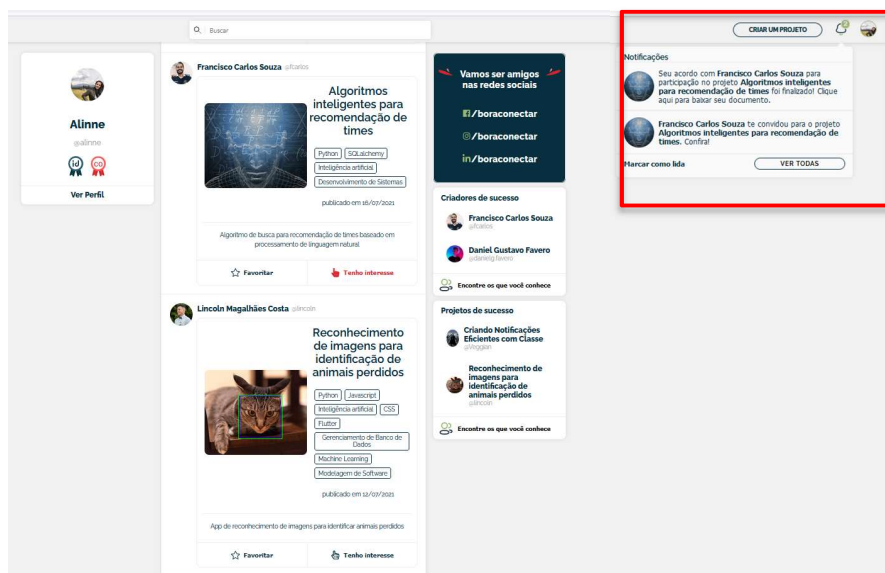 Buscar
CRIAR UM PROJETO
2
Alinne
@alinne
id
co
Ver Perfil
Francisco Carlos Souza @fcarlos
Algoritmos
inteligentes para
recomendação de
times
Python
SQLalchemy
Inteligência artificial
Desenvolvimento de Sistemas
publicado em 16/07/2021
Algoritmo de busca para recomendação de times baseado em
processamento de linguagem natural
Favoritar
Tenho interesse
Lincoln Magalhães Costa @lincoln
Reconhecimento
de imagens para
identificação de
animais perdidos
Python
Javascript
Inteligência artificial
CSS
Flutter
Gerenciamento de Banco de
Dados
Machine Learning
Modelagem de Software
publicado em 12/07/2021
App de reconhecimento de imagens para identificar animais perdidos
Favoritar
Tenho interesse
Vamos ser amigos
nas redes sociais
/boraconectar
/boraconectar
in/boraconectar
Criadores de sucesso
Francisco Carlos Souza
@fcarlos
Daniel Gustavo Favero
@danielg.favero
Encontre os que você conhece
Projetos de sucesso
Criando Notificações
Eficientes com Classe
@Veggian
Reconhecimento de
imagens para
identificação de
animais perdidos
@lincoln
Encontre os que você conhece
Notificações
Seu acordo com Francisco Carlos Souza para
participação no projeto Algoritmos inteligentes
para recomendação de times foi finalizado! Clique
aqui para baixar seu documento.
Francisco Carlos Souza te convidou para o projeto
Algoritmos inteligentes para recomendação de
times. Confira!
Marcar como lida
VER TODAS